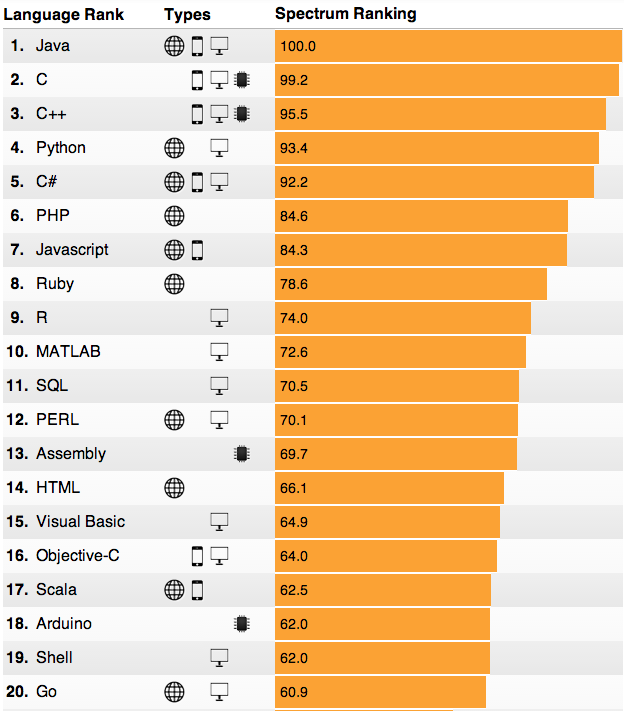 Language Rank Types Spectrum Ranking
1. Java 100.0
2. C 99.2
3. C++ 95.5
4. Python 93.4
5. C# 92.2
6. PHP 84.6
7. Javascript 84.3
8. Ruby 78.6
9. R 74.0
10. MATLAB 72.6
11. SQL 70.5
12. PERL 70.1
13. Assembly 69.7
14. HTML 66.1
15. Visual Basic 64.9
16. Objective-C 64.0
17. Scala 62.5
18. Arduino 62.0
19. Shell 62.0
20. Go 60.9